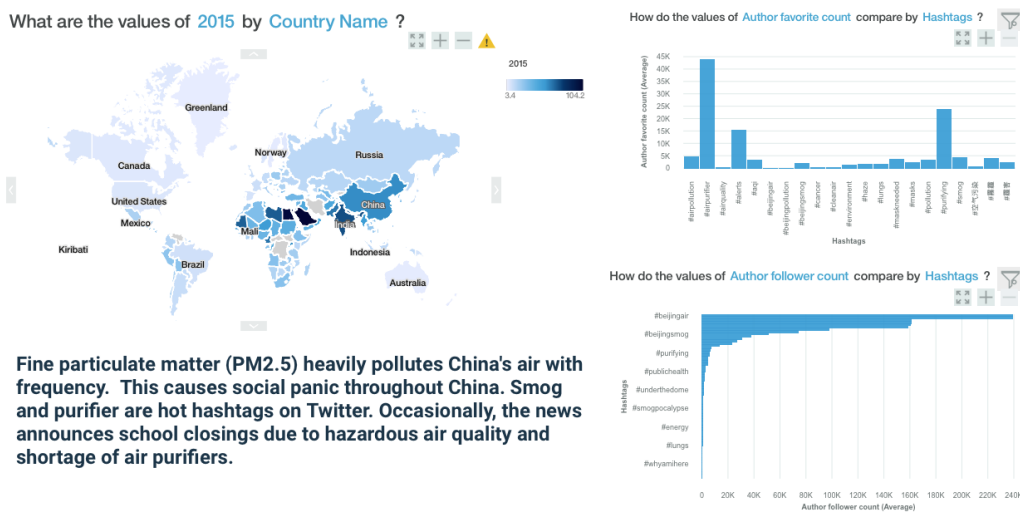 What are the values of 2015 by Country Name ?
2015
3.4 104.2
Greenland
Norway
Russia
Canada
United States
China
Mexico
Mali
India
Kiribati
Indonesia
Brazil
Australia
Fine particulate matter (PM2.5) heavily pollutes China's air with
frequency. This causes social panic throughout China. Smog
and purifier are hot hashtags on Twitter. Occasionally, the news
announces school closings due to hazardous air quality and
shortage of air purifiers.
How do the values of Author favorite count compare by Hashtags ?
Author favorite count (Average)
45K
40K
35K
30K
25K
20K
15K
10K
5K
0
#airpollution
#airpurifier
#airquality
#alerts
#aqi
#beijingair
#beijingpollution
#beijingsmog
#cancer
#cleanair
#environment
#haze
#lungs
#maskneeded
#masks
#pollution
#purifying
#smog
#空气污染
#雾霾
Hashtags
How do the values of Author follower count compare by Hashtags ?
Hashtags
#beijingair
#beijingsmog
#purifying
#publichealth
#underthedome
#smogpocalypse
#energy
#lungs
#whyamihere
0 20K 40K 60K 80K 100K 120K 140K 160K 180K 200K 220K 240K
Author follower count (Average)